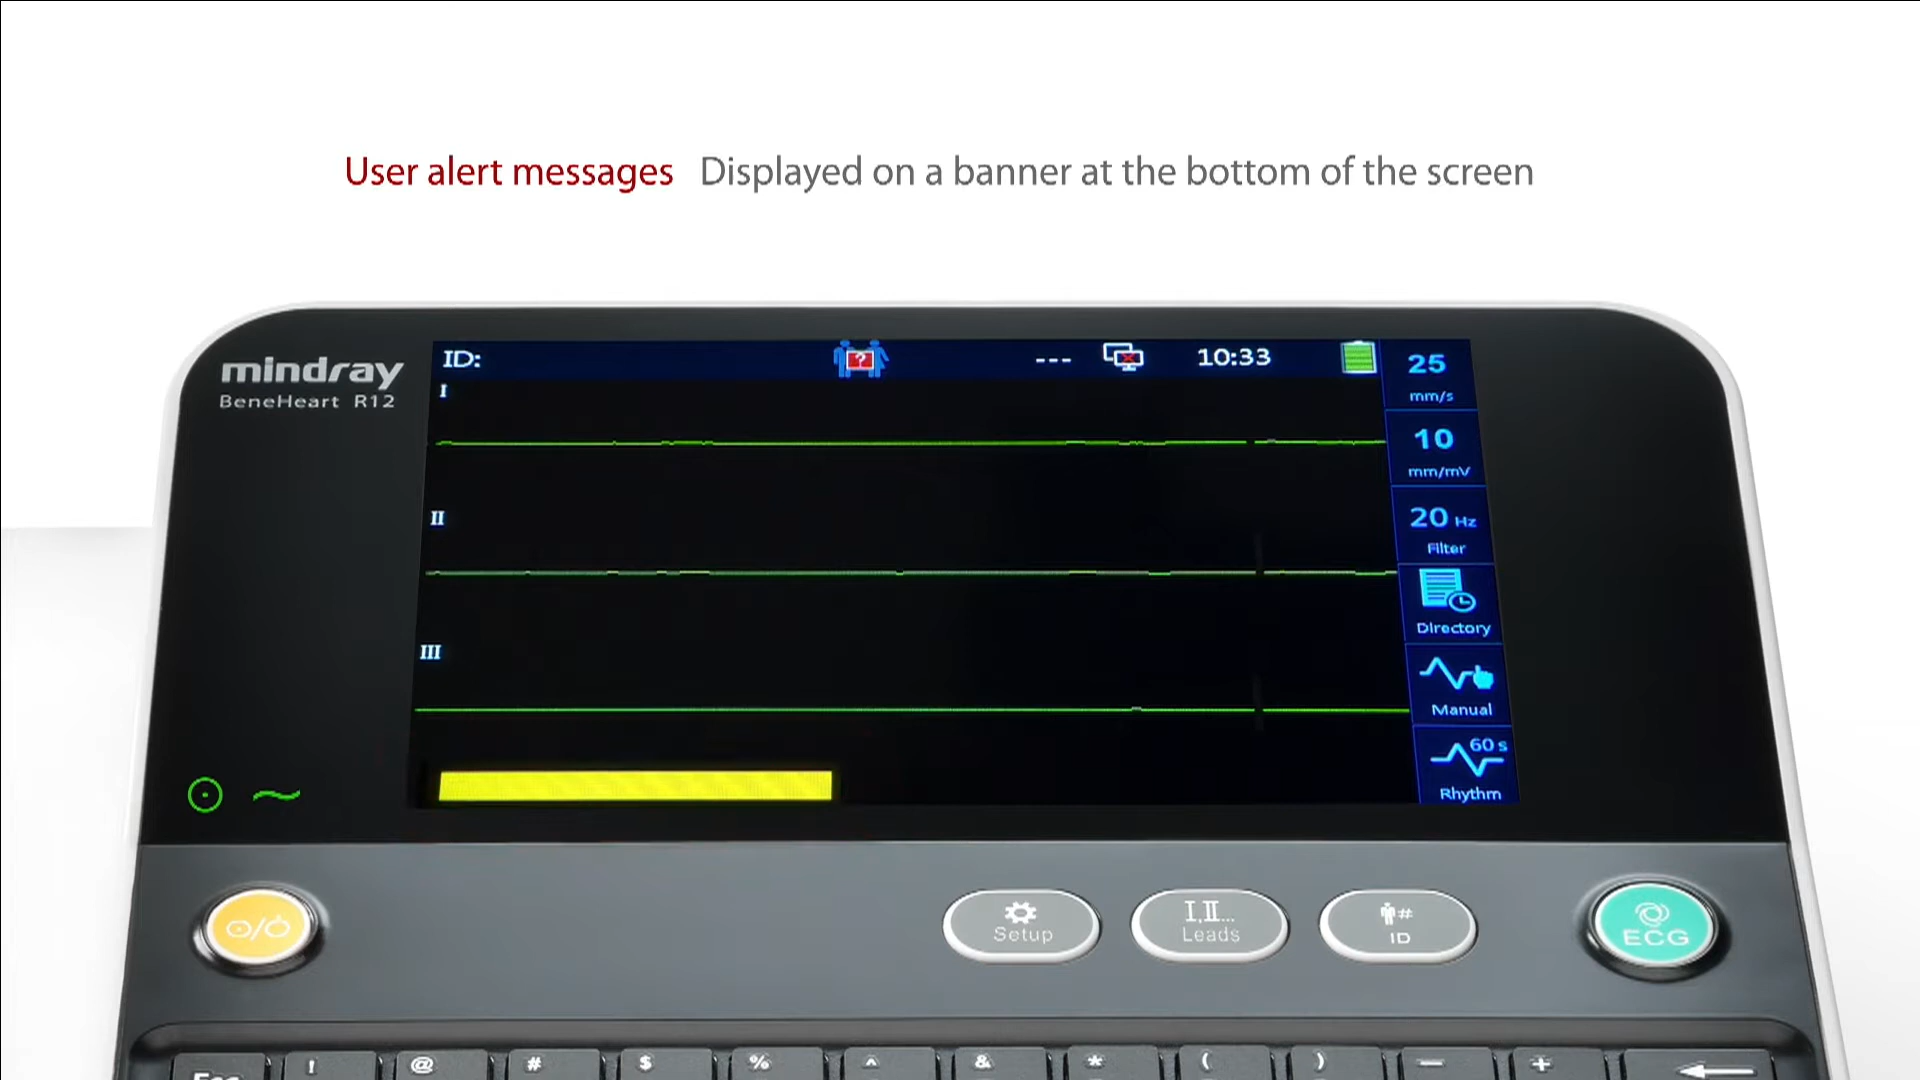 User alert messages Displayed on a banner at the bottom of the screen
mindray
BeneHeart R12
ID:
?
---
10:33
25
mm/s
I
10
mm/mV
II
20 Hz
Filter
Directory
III
Manual
60 s
Rhythm
Setup
I,II...
Leads
#
ID
ECG
Esc
! @ # $ % ^ & * ( ) — +